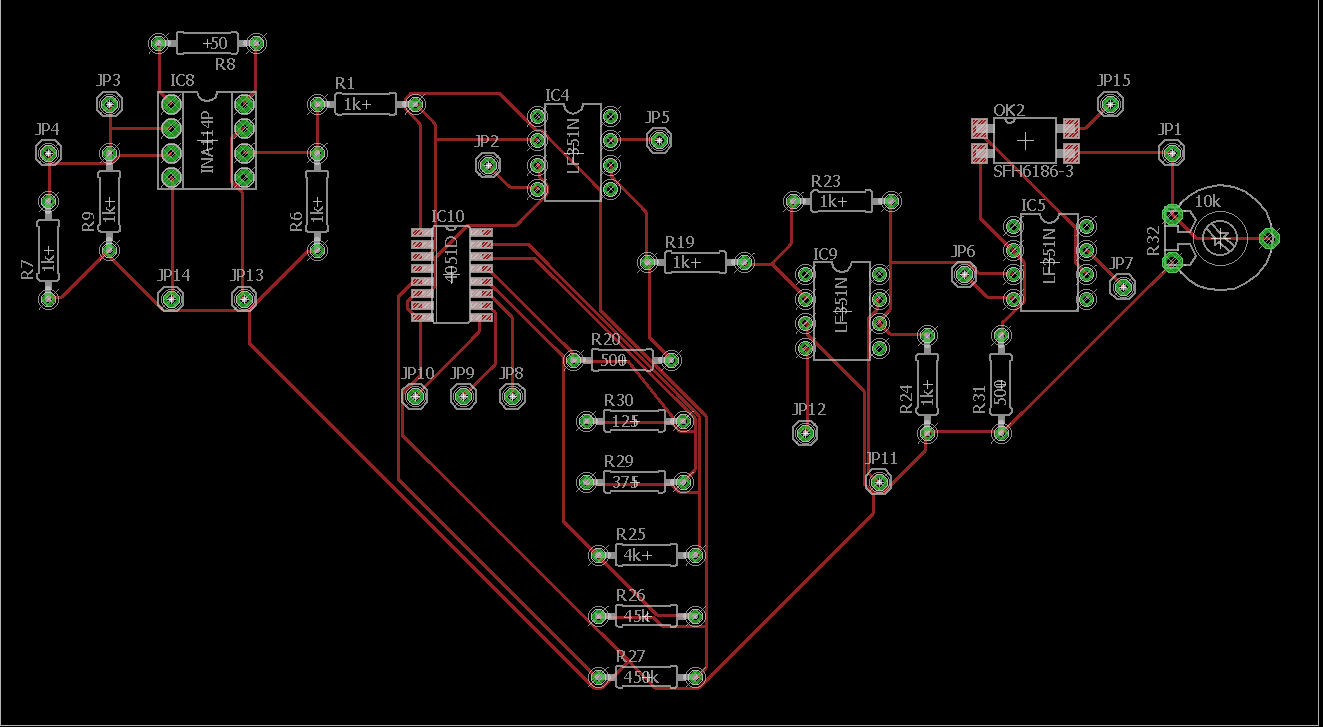 +50
R8
JP3
IC8
INA114P
JP4
R9
1k+
R7
1k+
JP14
JP13
R6
1k+
R1
1k+
IC4
LF351N
JP2
JP5
IC10
4051D
R19
1k+
R20
500
JP10
JP9
JP8
R30
125
R29
375
R25
4k+
R26
45k
R27
450k
R23
1k+
IC9
LF351N
JP12
JP11
R24
1k+
R31
500
JP6
IC5
LF351N
JP7
OK2
SFH6186-3
JP15
JP1
10k
R32